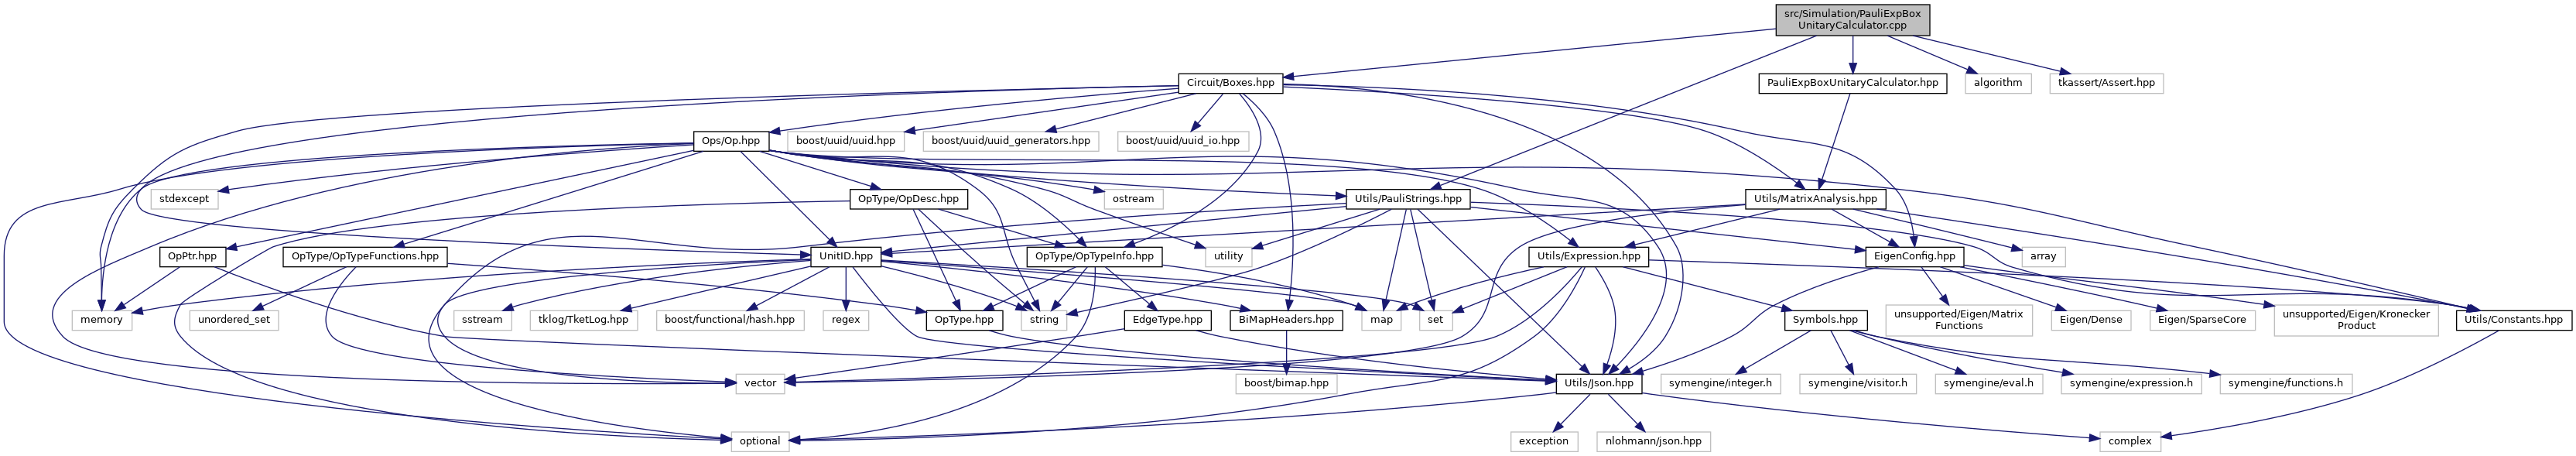 src/Simulation/PauliExpBox
UnitaryCalculator.cpp
Circuit/Boxes.hpp
PauliExpBoxUnitaryCalculator.hpp
algorithm
tkassert/Assert.hpp
Ops/Op.hpp
boost/uuid/uuid.hpp
boost/uuid/uuid_generators.hpp
boost/uuid/uuid_io.hpp
stdexcept
OpType/OpDesc.hpp
ostream
Utils/PauliStrings.hpp
Utils/MatrixAnalysis.hpp
OpPtr.hpp
OpType/OpTypeFunctions.hpp
UnitID.hpp
OpType/OpTypeInfo.hpp
utility
Utils/Expression.hpp
EigenConfig.hpp
array
memory
unordered_set
sstream
tklog/TketLog.hpp
boost/functional/hash.hpp
regex
OpType.hpp
string
EdgeType.hpp
BiMapHeaders.hpp
map
set
Symbols.hpp
unsupported/Eigen/Matrix
Functions
Eigen/Dense
Eigen/SparseCore
unsupported/Eigen/Kronecker
Product
Utils/Constants.hpp
vector
boost/bimap.hpp
Utils/Json.hpp
symengine/integer.h
symengine/visitor.h
symengine/eval.h
symengine/expression.h
symengine/functions.h
optional
exception
nlohmann/json.hpp
complex